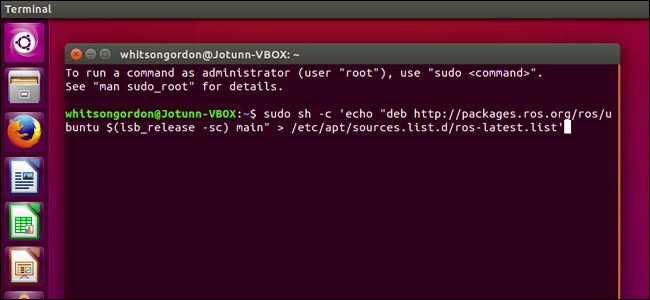 Terminal
whitsongordon@Jotunn-VBOX: ~
To run a command as administrator (user "root"), use "sudo <command>".
See "man sudo_root" for details.
whitsongordon@Jotunn-VBOX:~$ sudo sh -c 'echo "deb http://packages.ros.org/ros/u
buntu $(lsb_release -sc) main" > /etc/apt/sources.list.d/ros-latest.list'